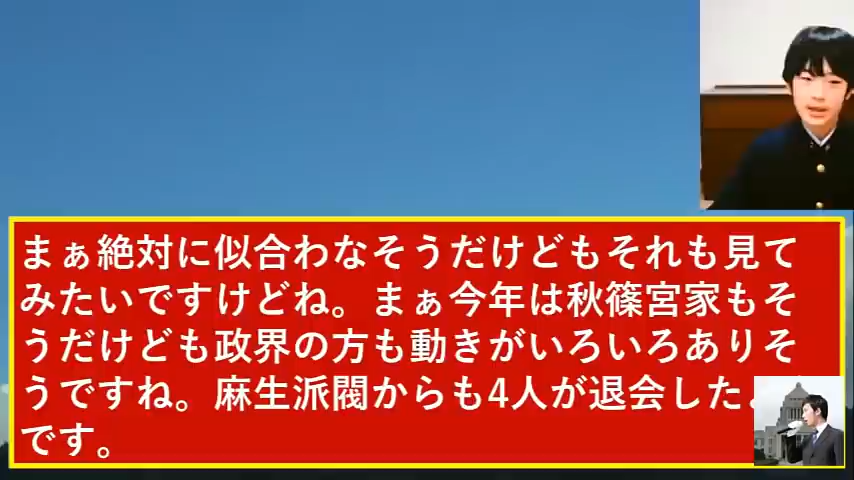 まぁ絶対に似合わなそうだけどもそれも見て
みたいですけどね。まぁ今年は秋篠宮家もそ
うだけども政界の方も動きがいろいろありそ
うですね。麻生派閥からも4人が退会した
です。